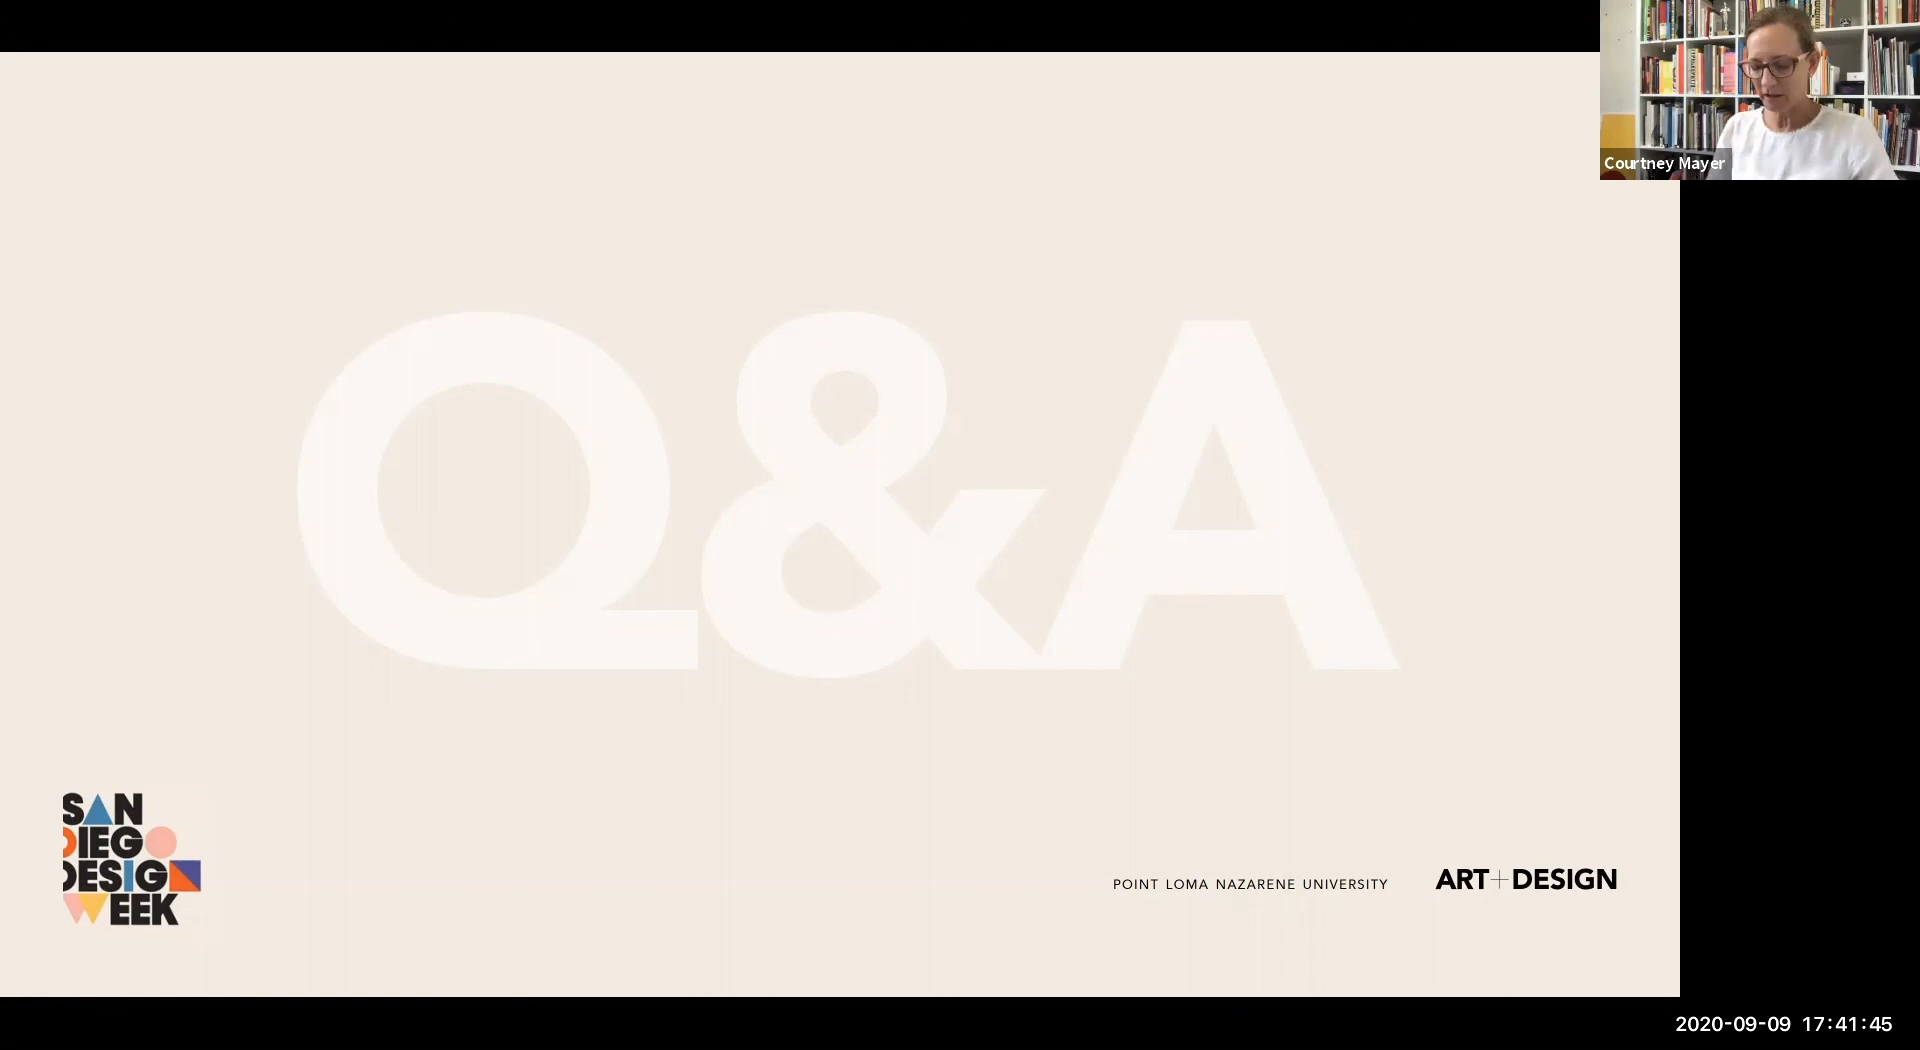 Courtney Mayer
Q&A
SAN
DIEGO
DESIGN
WEEK
POINT LOMA NAZARENE UNIVERSITY
ART+DESIGN
2020-09-09 17:41:45